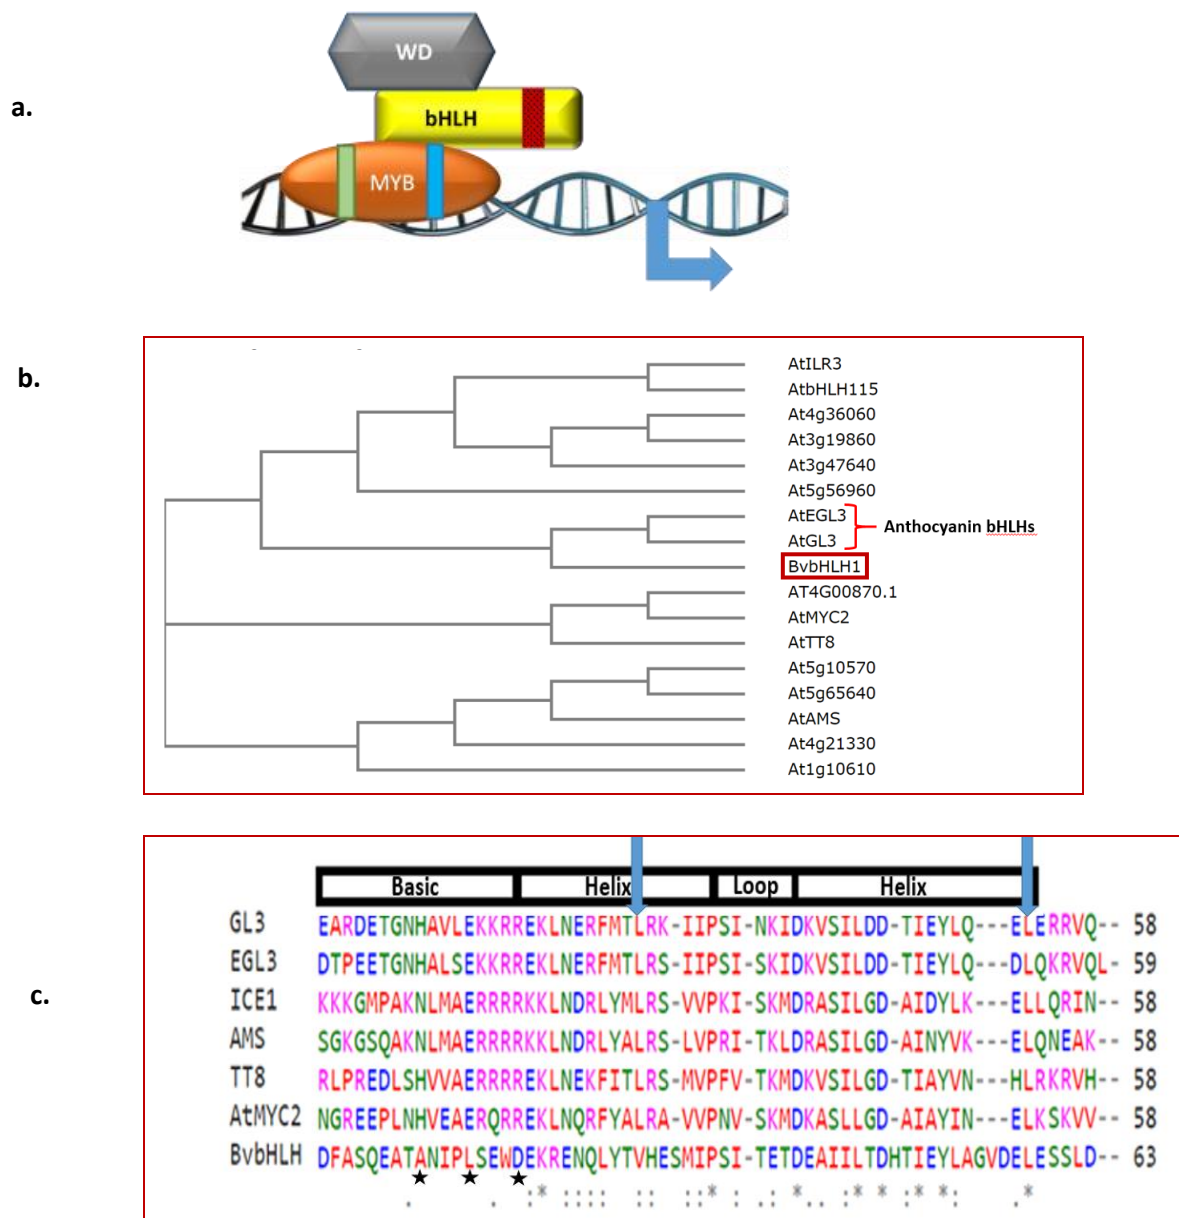 a.
WD
bHLH
MYB
b.
AtILR3
AtbHLH115
At4g36060
At3g19860
At3g47640
At5g56960
AtEGL3
AtGL3
Anthocyanin bHLHs
BvbHLH1
AT4G00870.1
AtMYC2
AtTT8
At5g10570
At5g65640
AtAMS
At4g21330
At1g10610
c.
Basic Helix Loop Helix
GL3 EARDETGNHAVLEKKRREKLNERFMTLRK-IIPSI-NKIDKVSILDD-TIEYLQ---ELERRVQ-- 58
EGL3 DTPEETGNHALSEKKRREKLNERFMTLRS-IIPSI-SKIDKVSILDD-TIEYLQ---DLQKRVQL- 59
ICE1 KKKGMPAKNLMAERRRRKKLNDRLYMLRS-VVPKI-SKMDRASILGD-AIDYLK---ELLQRIN-- 58
AMS SGKGSQAKNLMAERRRRKKLNDRLYALRS-LVPRI-TKLDRASILGD-AINYVK---ELQNEAK-- 58
TT8 RLPREDLSHVVAERRRREKLNEKFITLRS-MVPFV-TKMDKVSILGD-TIAYVN---HLRKRVH-- 58
AtMYC2 NGREEPLNHVEAERQRREKLNQRFYALRA-VVPNV-SKMDKASLLGD-AIAYIN---ELKSKVV-- 58
BvbHLH DFASQEATANIPLSEWDEKRENQLYTVHESMIPSI-TETDEAIILTDHTIEYLAGVDELESSLD-- 63
. . :* :::: :: ::* : .: * .. :* * :* *: .*